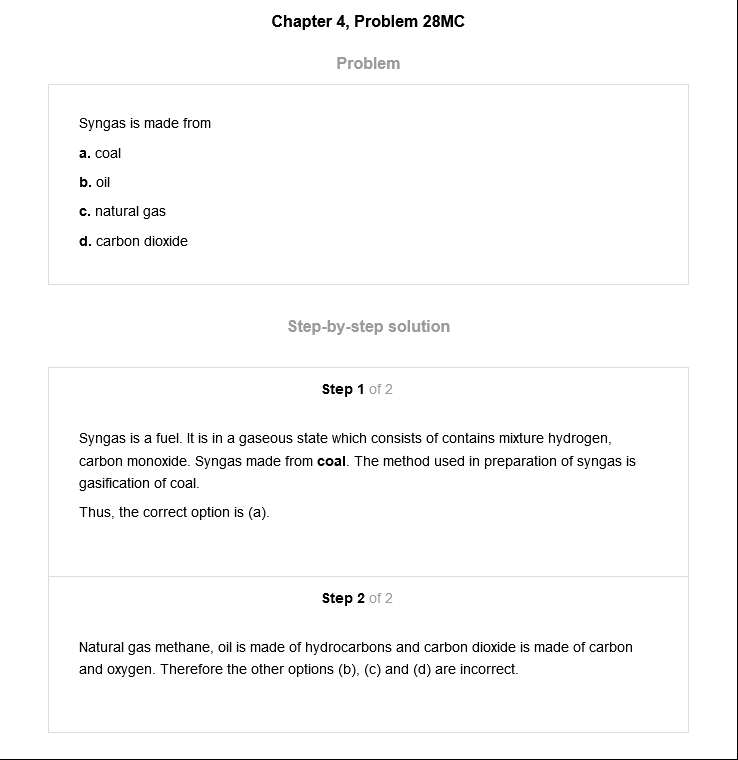 Chapter 4, Problem 28MC
Problem
Syngas is made from
a. coal
b. oil
c. natural gas
d. carbon dioxide
Step-by-step solution
Step 1 of 2
Syngas is a fuel. It is in a gaseous state which consists of contains mixture hydrogen,
carbon monoxide. Syngas made from coal. The method used in preparation of syngas is
gasification of coal.
Thus, the correct option is (a).
Step 2 of 2
Natural gas methane, oil is made of hydrocarbons and carbon dioxide is made of carbon
and oxygen. Therefore the other options (b), (c) and (d) are incorrect.